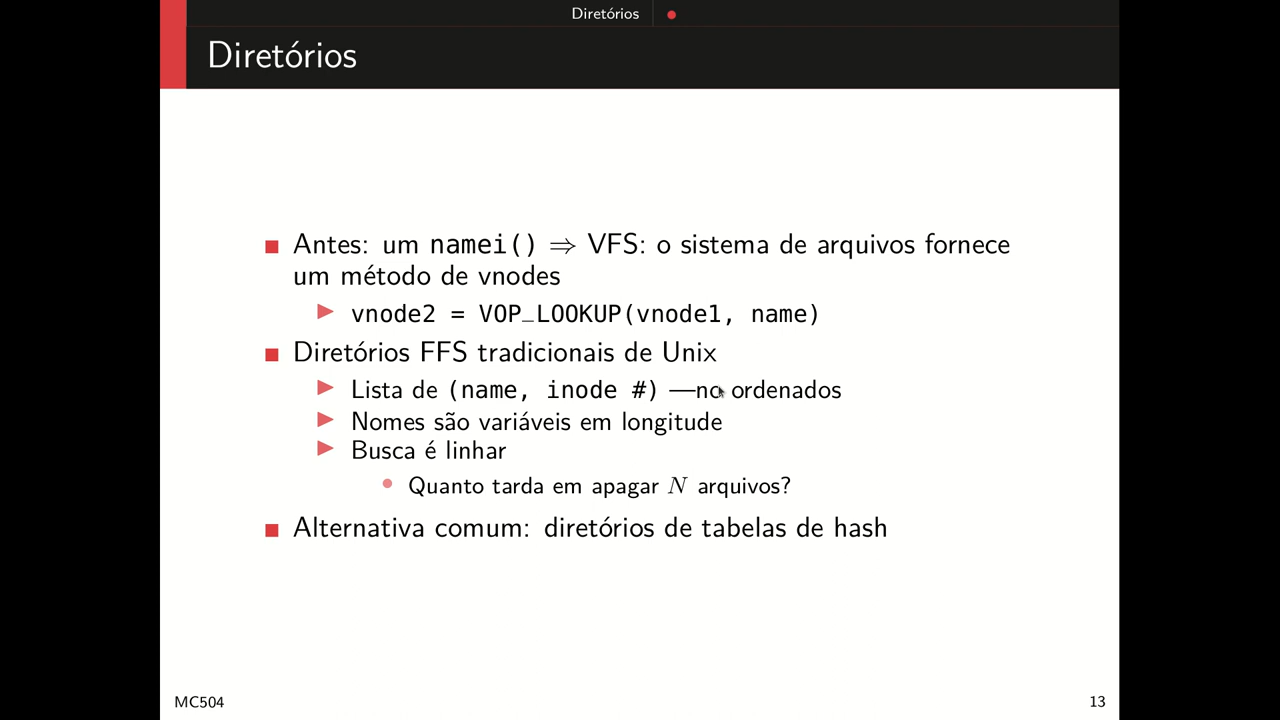 Diretórios
Diretórios
Antes: um namei() ⇒ VFS: o sistema de arquivos fornece
um método de vnodes
vnode2 = VOP_LOOKUP(vnode1, name)
Diretórios FFS tradicionais de Unix
Lista de (name, inode #) —no ordenados
Nomes são variáveis em longitude
Busca é linhar
Quanto tarda em apagar N arquivos?
Alternativa comum: diretórios de tabelas de hash
MC504
13